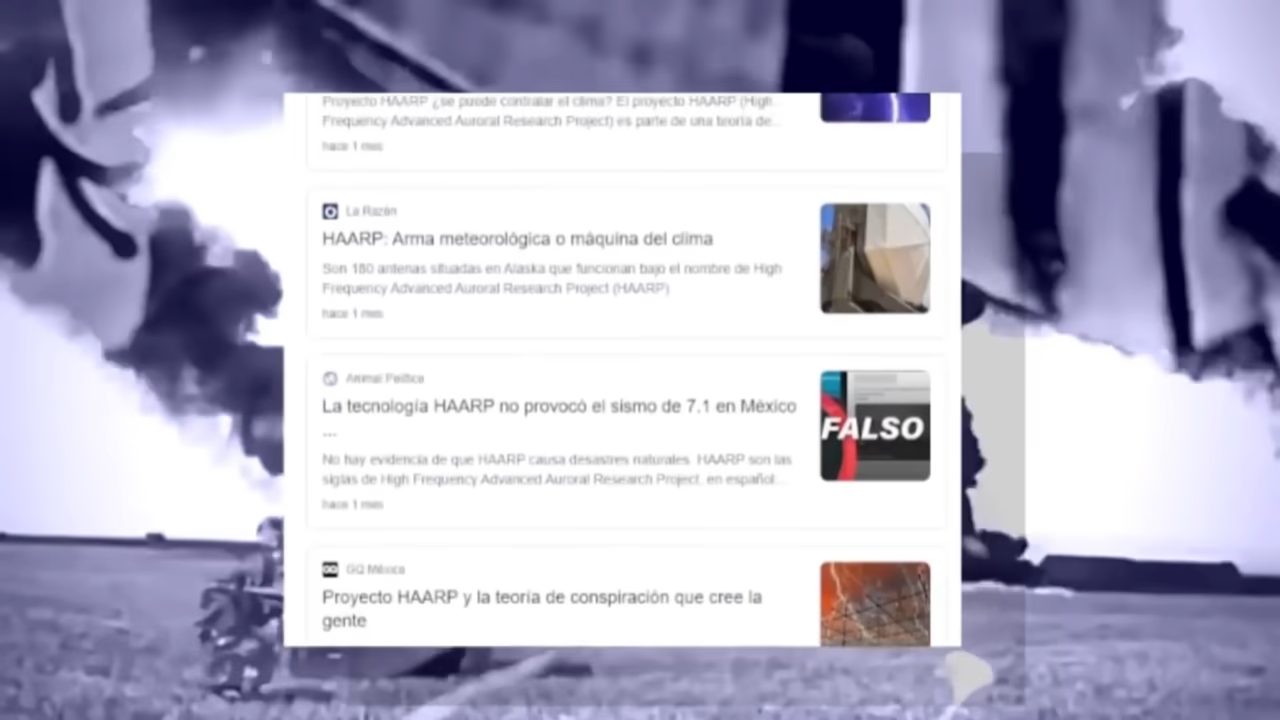 Proyecto HAARP ¿se puede controlar el clima? El proyecto HAARP (High
Frequency Advanced Auroral Research Project) es parte de una teoría de...
hace 1 mes
La Razón
HAARP: Arma meteorológica o máquina del clima
Son 180 antenas situadas en Alaska que funcionan bajo el nombre de High
Frequency Advanced Auroral Research Project (HAARP)
hace 1 mes
Animal Político
La tecnología HAARP no provocó el sismo de 7.1 en México
...
FALSO
No hay evidencia de que HAARP causa desastres naturales. HAARP son las
siglas de High Frequency Advanced Auroral Research Project, en español...
hace 1 mes
GQ México
Proyecto HAARP y la teoría de conspiración que cree la
gente